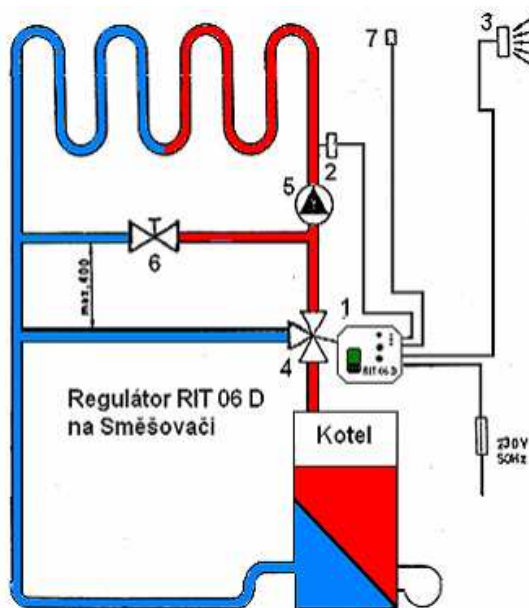 7
3
2
5
6
max.400
1
4
RIT 06 D
Regulátor RIT 06 D
na Směšovači
Kotel
230V
50Hz